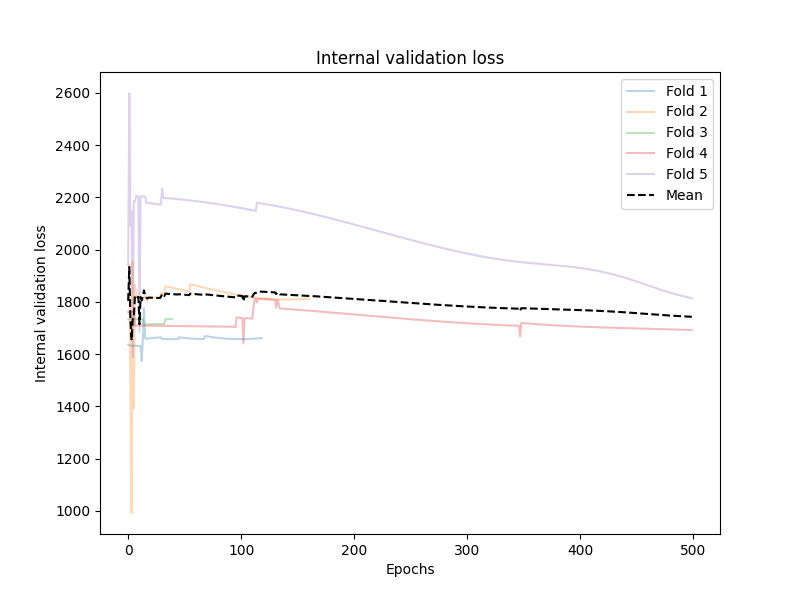 Internal validation loss
2600
2400
2200
2000
1800
1600
1400
1200
1000
Internal validation loss
0
100
200
300
400
500
Epochs
Fold 1
Fold 2
Fold 3
Fold 4
Fold 5
Mean